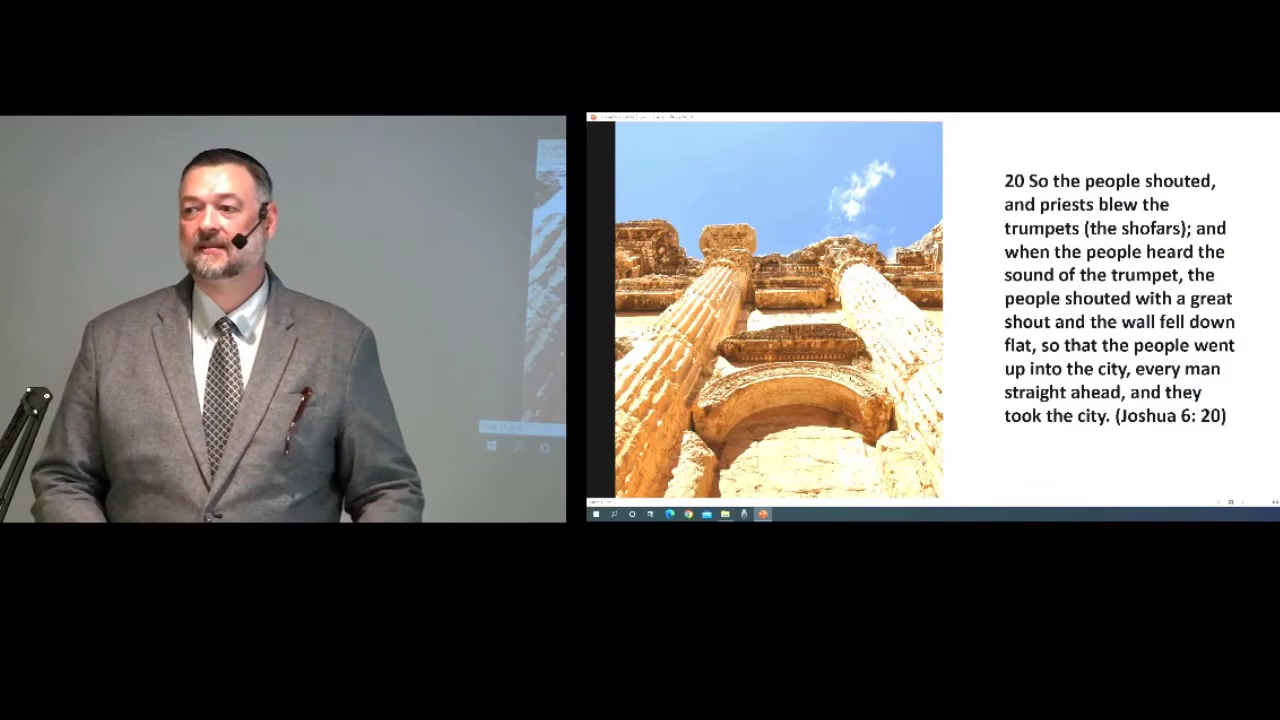 20 So the people shouted,
and priests blew the
trumpets (the shofars); and
when the people heard the
sound of the trumpet, the
people shouted with a great
shout and the wall fell down
flat, so that the people went
up into the city, every man
straight ahead, and they
took the city. (Joshua 6: 20)